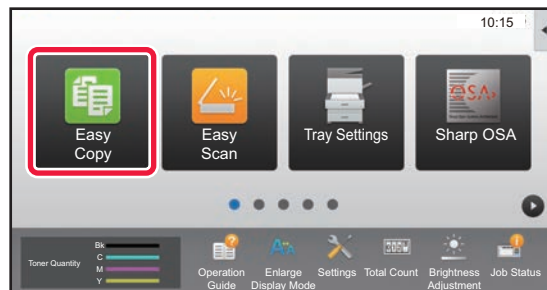 10:15
Easy
Copy
Easy
Scan
Tray Settings
Sharp OSA
OSA
Toner Quantity
Bk
C
M
Y
Operation
Guide
Enlarge
Display Mode
Settings
Total Count
Brightness
Adjustment
Job Status